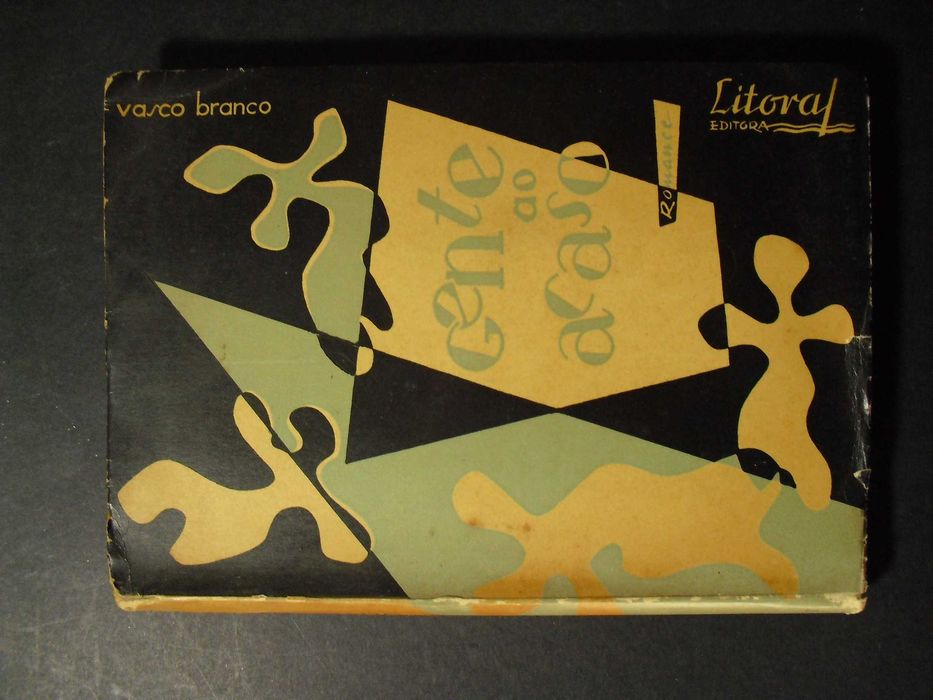 vasco branco
Litoral
EDITORA
Gente
ao
acaso
Romance